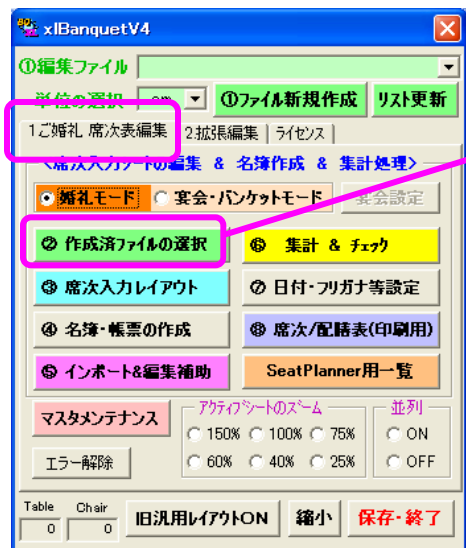 xlBanquetV4
①編集ファイル
単位の選択 cm ①ファイル新規作成 リスト更新
1ご婚礼 席次表編集 2.拡張編集 ライセンス
<席次入力シートの編集 & 名簿作成 & 集計処理>
婚礼モード 宴会・バンケットモード 宴会設定
② 作成済ファイルの選択 ⑥ 集計 & チェック
③ 席次入力レイアウト ⑦ 日付・フリガナ等設定
④ 名簿・帳票の作成 ⑧ 席次/配膳表(印刷用)
⑤ インポート&編集補助 SeatPlanner用一覧
マスタメンテナンス アクティブシートのズーム 並列
150% 100% 75% ON
エラー解除 60% 40% 25% OFF
Table Chair
0 0 旧汎用レイアウトON 縮小 保存・終了